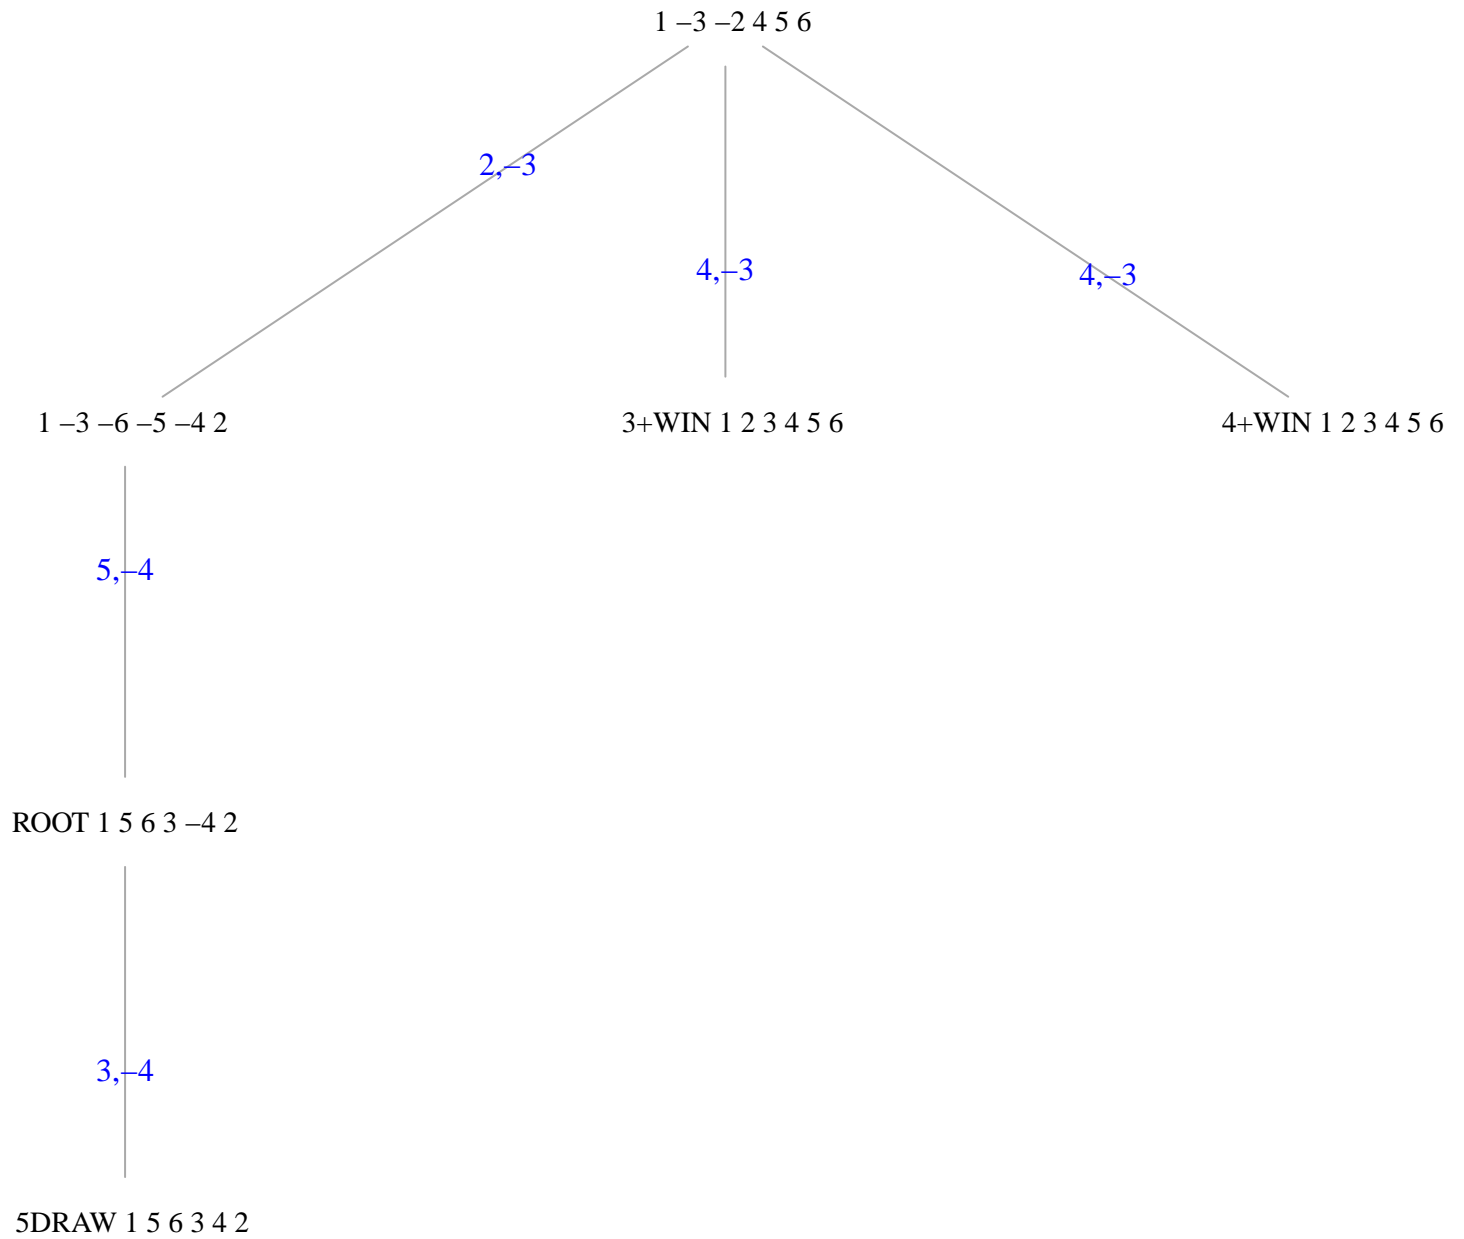 1 –3 –2 4 5 6
2,–3
4,–3
4,–3
1 –3 –6 –5 –4 2
3+WIN 1 2 3 4 5 6
4+WIN 1 2 3 4 5 6
5,–4
ROOT 1 5 6 3 –4 2
3,–4
5DRAW 1 5 6 3 4 2